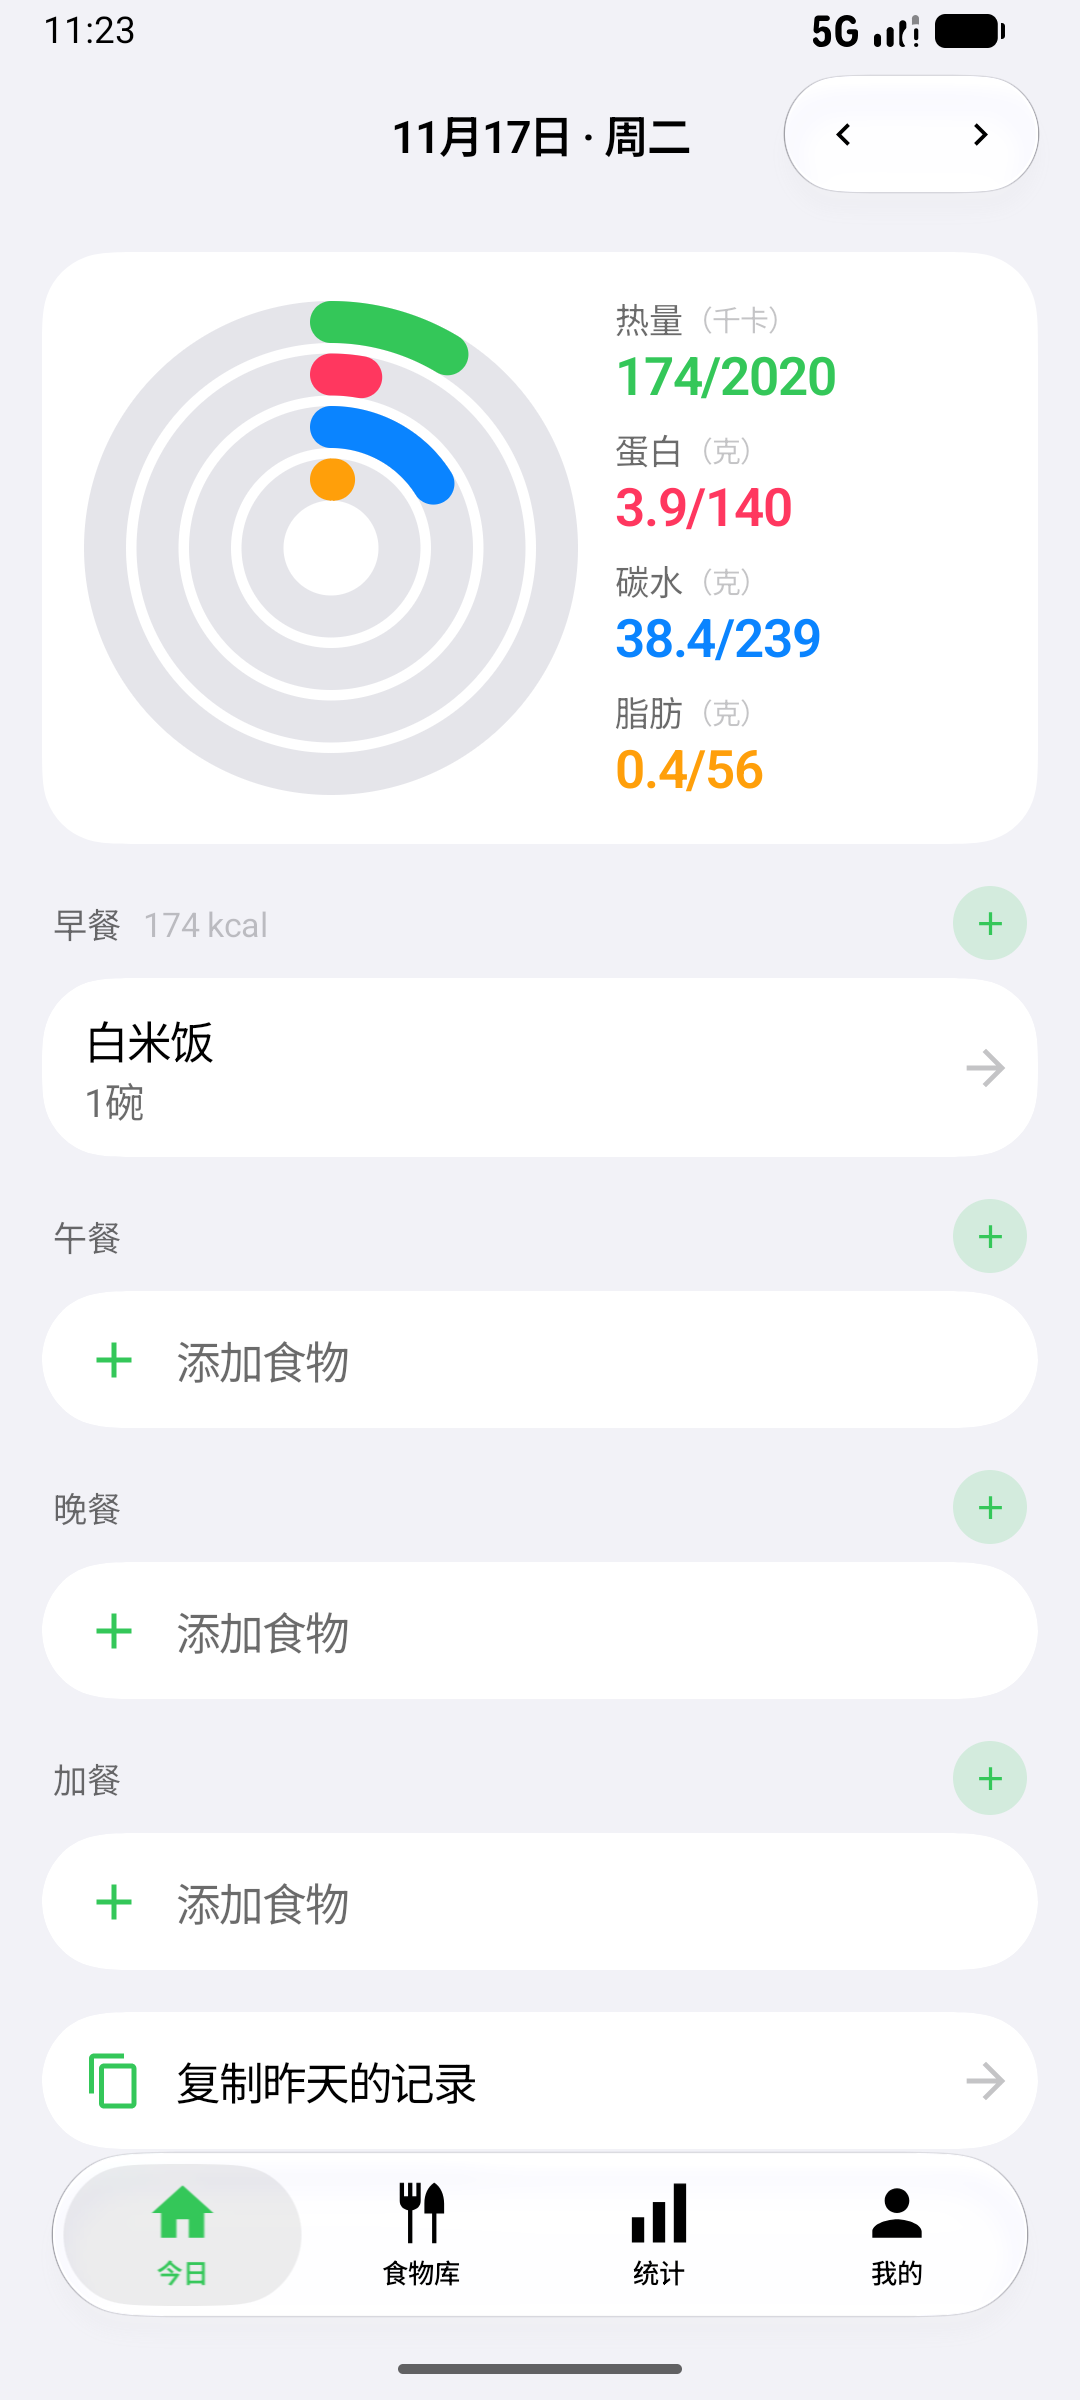 11:23
5G
11月17日 · 周二
热量（千卡）
174/2020
蛋白（克）
3.9/140
碳水（克）
38.4/239
脂肪（克）
0.4/56
早餐 174 kcal
白米饭
1碗
午餐
添加食物
晚餐
添加食物
加餐
添加食物
复制昨天的记录
今日 食物库 统计 我的